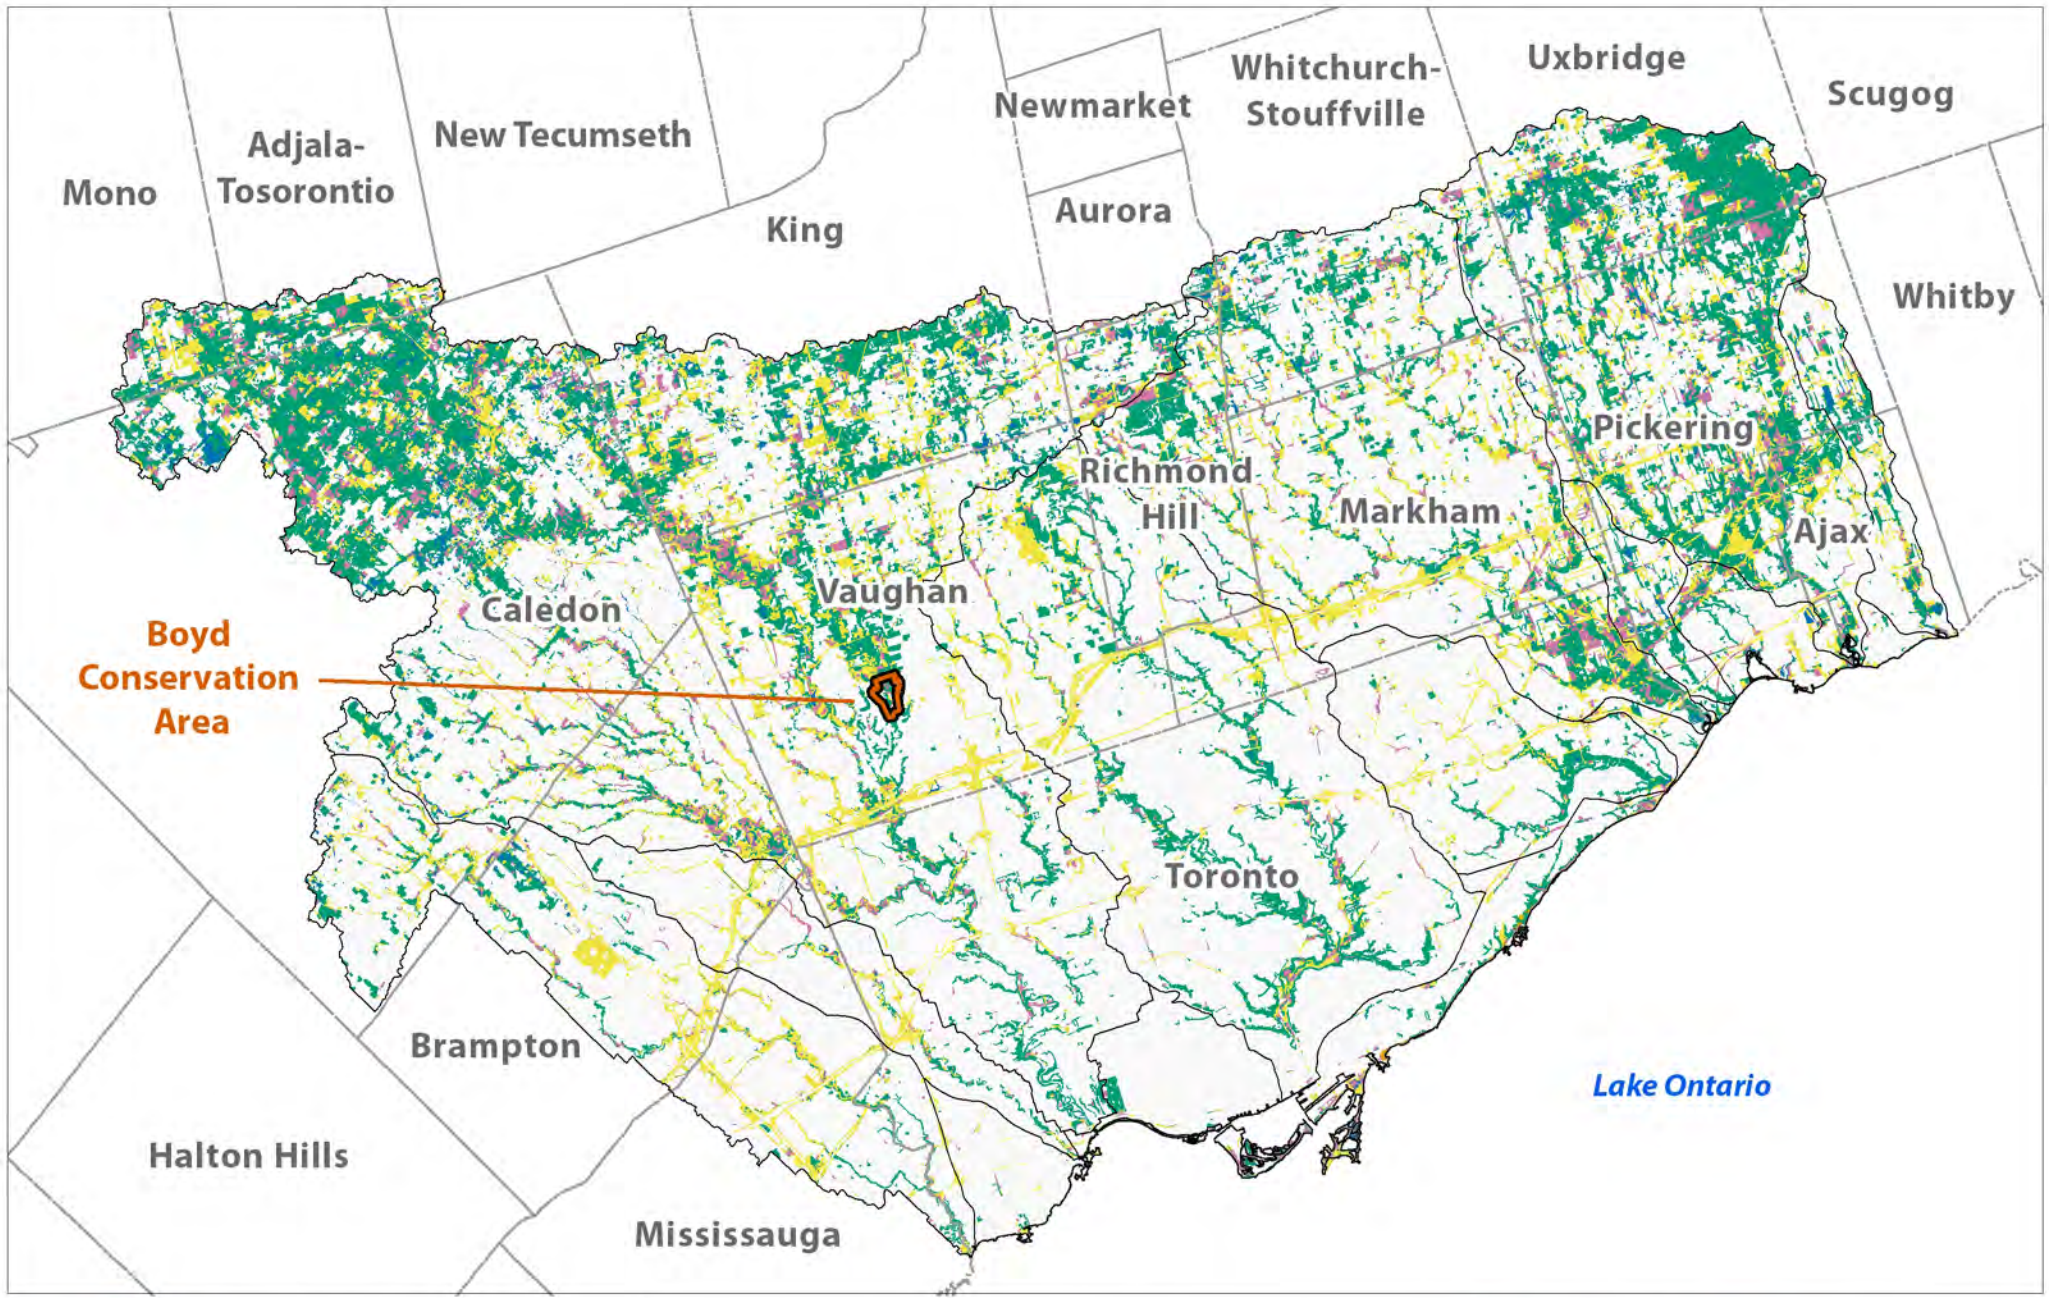 Uxbridge
Whitchurch-
Stouffville
Scugog
Newmarket
New Tecumseth
Adjala-
Tosorontio
Mono
Aurora
King
Whitby
Pickering
Richmond
Hill
Markham
Ajax
Vaughan
Caledon
Boyd
Conservation
Area
Toronto
Brampton
Lake Ontario
Halton Hills
Mississauga